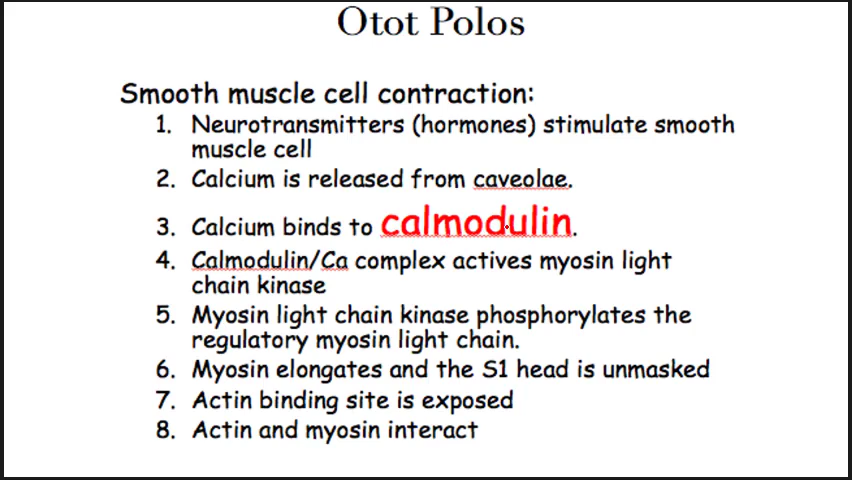 Otot Polos
Smooth muscle cell contraction:
1. Neurotransmitters (hormones) stimulate smooth
muscle cell
2. Calcium is released from caveolae.
3. Calcium binds to calmodulin.
4. Calmodulin/Ca complex actives myosin light
chain kinase
5. Myosin light chain kinase phosphorylates the
regulatory myosin light chain.
6. Myosin elongates and the S1 head is unmasked
7. Actin binding site is exposed
8. Actin and myosin interact